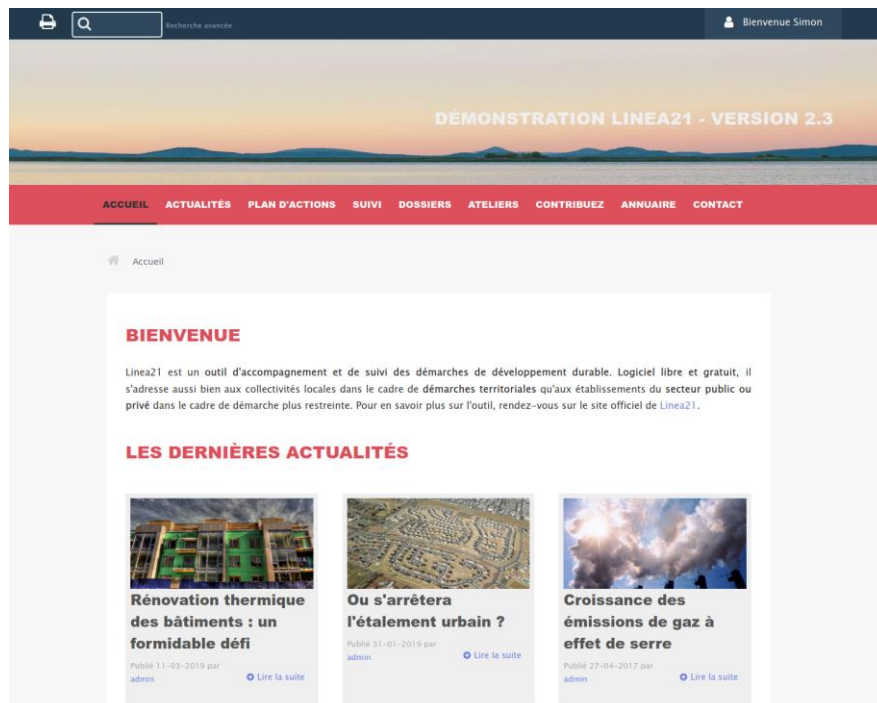 Recherche avancée
Bienvenue Simon
DÉMONSTRATION LINEA21 - VERSION 2.3
ACCUEIL ACTUALITÉS PLAN D'ACTIONS SUIVI DOSSIERS ATELIERS CONTRIBUEZ ANNUAIRE CONTACT
Accueil
BIENVENUE
Linea21 est un outil d'accompagnement et de suivi des démarches de développement durable. Logiciel libre et gratuit, il
s'adresse aussi bien aux collectivités locales dans le cadre de démarches territoriales qu'aux établissements du secteur public ou
privé dans le cadre de démarche plus restreinte. Pour en savoir plus sur l'outil, rendez-vous sur le site officiel de Linea21.
LES DERNIÈRES ACTUALITÉS
Rénovation thermique
des bâtiments : un
formidable défi
Publié 11-03-2019 par
admin
Lire la suite
Ou s'arrêtera
l'étalement urbain ?
Publié 31-01-2019 par
admin
Lire la suite
Croissance des
émissions de gaz à
effet de serre
Publié 27-04-2017 par
admin
Lire la suite